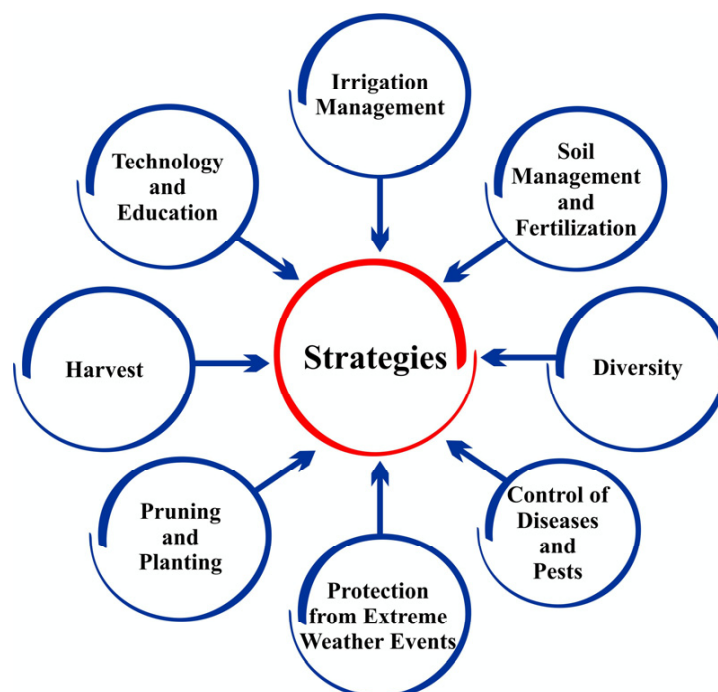 Irrigation
Management
Soil
Management
and
Fertilization
Diversity
Control of
Diseases
and
Pests
Protection
from Extreme
Weather Events
Pruning
and
Planting
Harvest
Technology
and
Education
Strategies